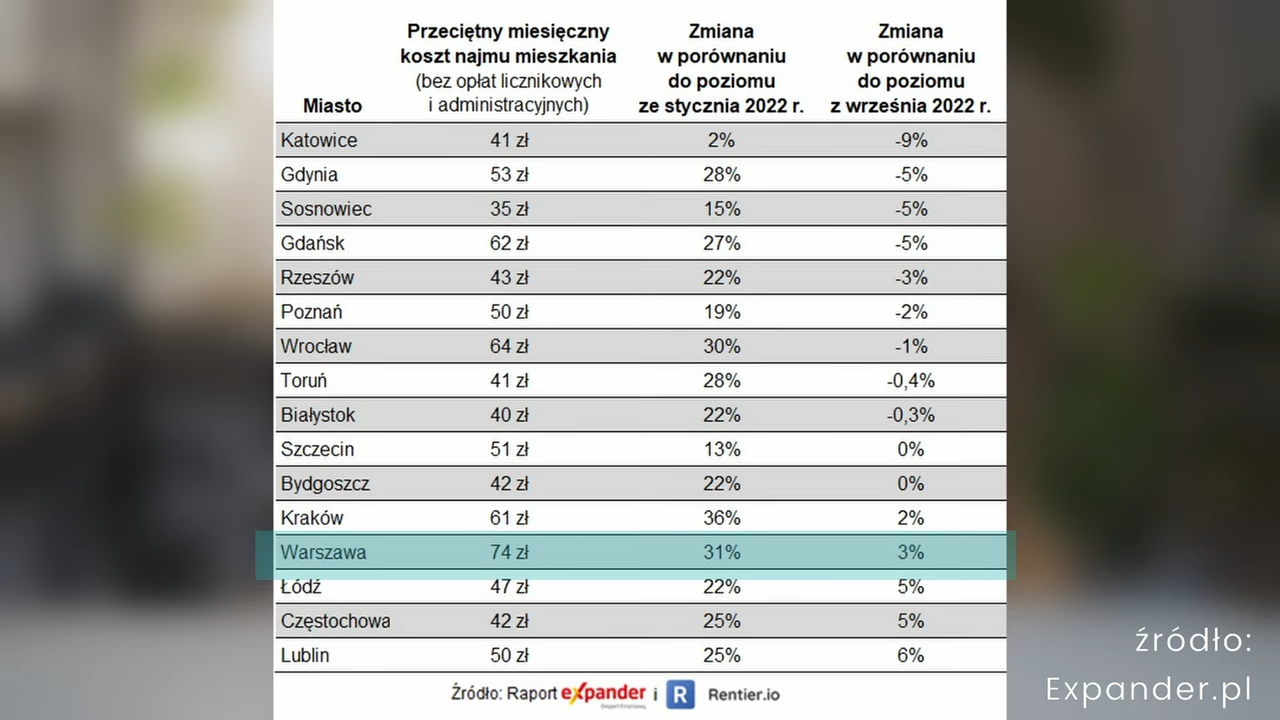 Miasto Przeciętny miesięczny koszt najmu mieszkania (bez opłat licznikowych i administracyjnych) Zmiana w porównaniu do poziomu ze stycznia 2022 r. Zmiana w porównaniu do poziomu z września 2022 r.
Katowice 41 zł 2% -9%
Gdynia 53 zł 28% -5%
Sosnowiec 35 zł 15% -5%
Gdańsk 62 zł 27% -5%
Rzeszów 43 zł 22% -3%
Poznań 50 zł 19% -2%
Wrocław 64 zł 30% -1%
Toruń 41 zł 28% -0,4%
Białystok 40 zł 22% -0,3%
Szczecin 51 zł 13% 0%
Bydgoszcz 42 zł 22% 0%
Kraków 61 zł 36% 2%
Warszawa 74 zł 31% 3%
Łódź 47 zł 22% 5%
Częstochowa 42 zł 25% 5%
Lublin 50 zł 25% 6%
Źródło: Raport expander i R Rentier.io
źródło:
Expander.pl